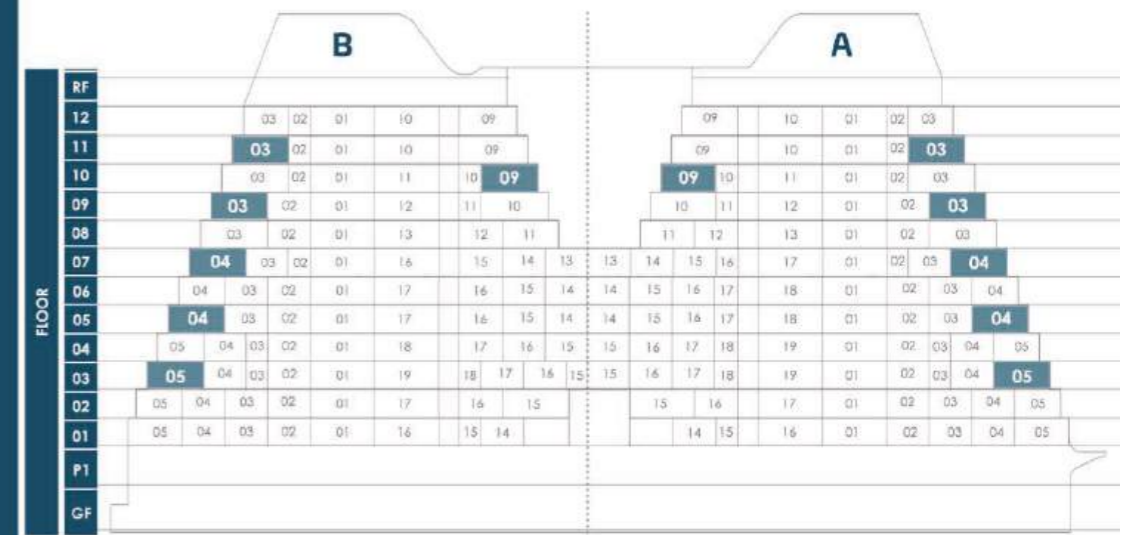 B A
RF
12 03 02 01 10 09 09 10 01 02 03
11 03 02 01 10 09 09 10 01 02 03
10 03 02 01 11 10 09 09 10 11 01 02 03
09 03 02 01 12 11 10 10 11 12 01 02 03
08 03 02 01 13 12 11 11 12 13 01 02 03
07 04 03 02 01 16 15 14 13 13 14 15 16 17 01 02 03 04
06 04 03 02 01 17 16 15 14 14 15 16 17 18 01 02 03 04
FLOOR
05 04 03 02 01 17 16 15 14 14 15 16 17 18 01 02 03 04
04 05 04 03 02 01 18 17 16 15 15 16 17 18 19 01 02 03 04 05
03 05 04 03 02 01 19 18 17 16 15 15 16 17 18 19 01 02 03 04 05
02 05 04 03 02 01 17 16 15 15 16 17 01 02 03 04 05
01 05 04 03 02 01 16 15 14 14 15 16 01 02 03 04 05
P1
GF